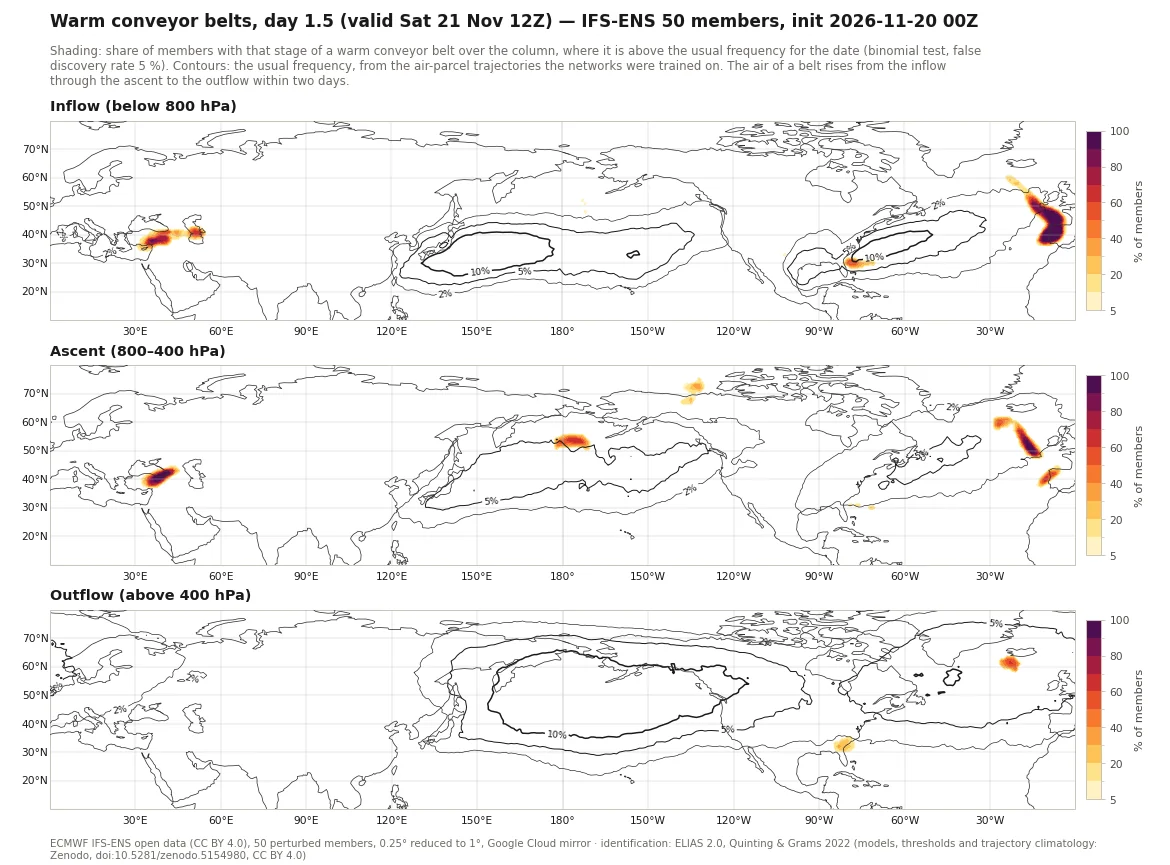 Warm conveyor belts, day 1.5 (valid Sat 21 Nov 12Z) — IFS-ENS 50 members, init 2026-11-20 00Z
Shading: share of members with that stage of a warm conveyor belt over the column, where it is above the usual frequency for the date (binomial test, false
discovery rate 5 %). Contours: the usual frequency, from the air-parcel trajectories the networks were trained on. The air of a belt rises from the inflow
through the ascent to the outflow within two days.
Inflow (below 800 hPa)
70°N
60°N
50°N
40°N
30°N
20°N
2%
10%
5%
2%
2%
10%
30°E
60°E
90°E
120°E
150°E
180°
150°W
120°W
90°W
60°W
30°W
100
80
60
40
20
5
% of members
Ascent (800–400 hPa)
70°N
60°N
50°N
40°N
30°N
20°N
5%
2%
2%
5%
30°E
60°E
90°E
120°E
150°E
180°
150°W
120°W
90°W
60°W
30°W
100
80
60
40
20
5
% of members
Outflow (above 400 hPa)
70°N
60°N
50°N
40°N
30°N
20°N
2%
2%
2%
10%
5%
5%
30°E
60°E
90°E
120°E
150°E
180°
150°W
120°W
90°W
60°W
30°W
100
80
60
40
20
5
% of members
ECMWF IFS-ENS open data (CC BY 4.0), 50 perturbed members, 0.25° reduced to 1°, Google Cloud mirror · identification: ELIAS 2.0, Quinting & Grams 2022 (models, thresholds and trajectory climatology:
Zenodo, doi:10.5281/zenodo.5154980, CC BY 4.0)